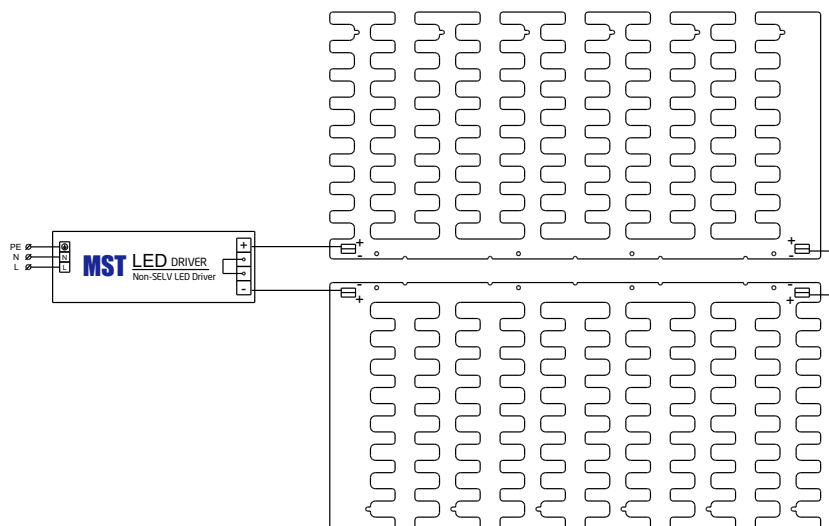 PE
N
L
N
L
MST LED DRIVER
Non-SELV LED Driver
+
-
+
-
+
-
-
+
-
+